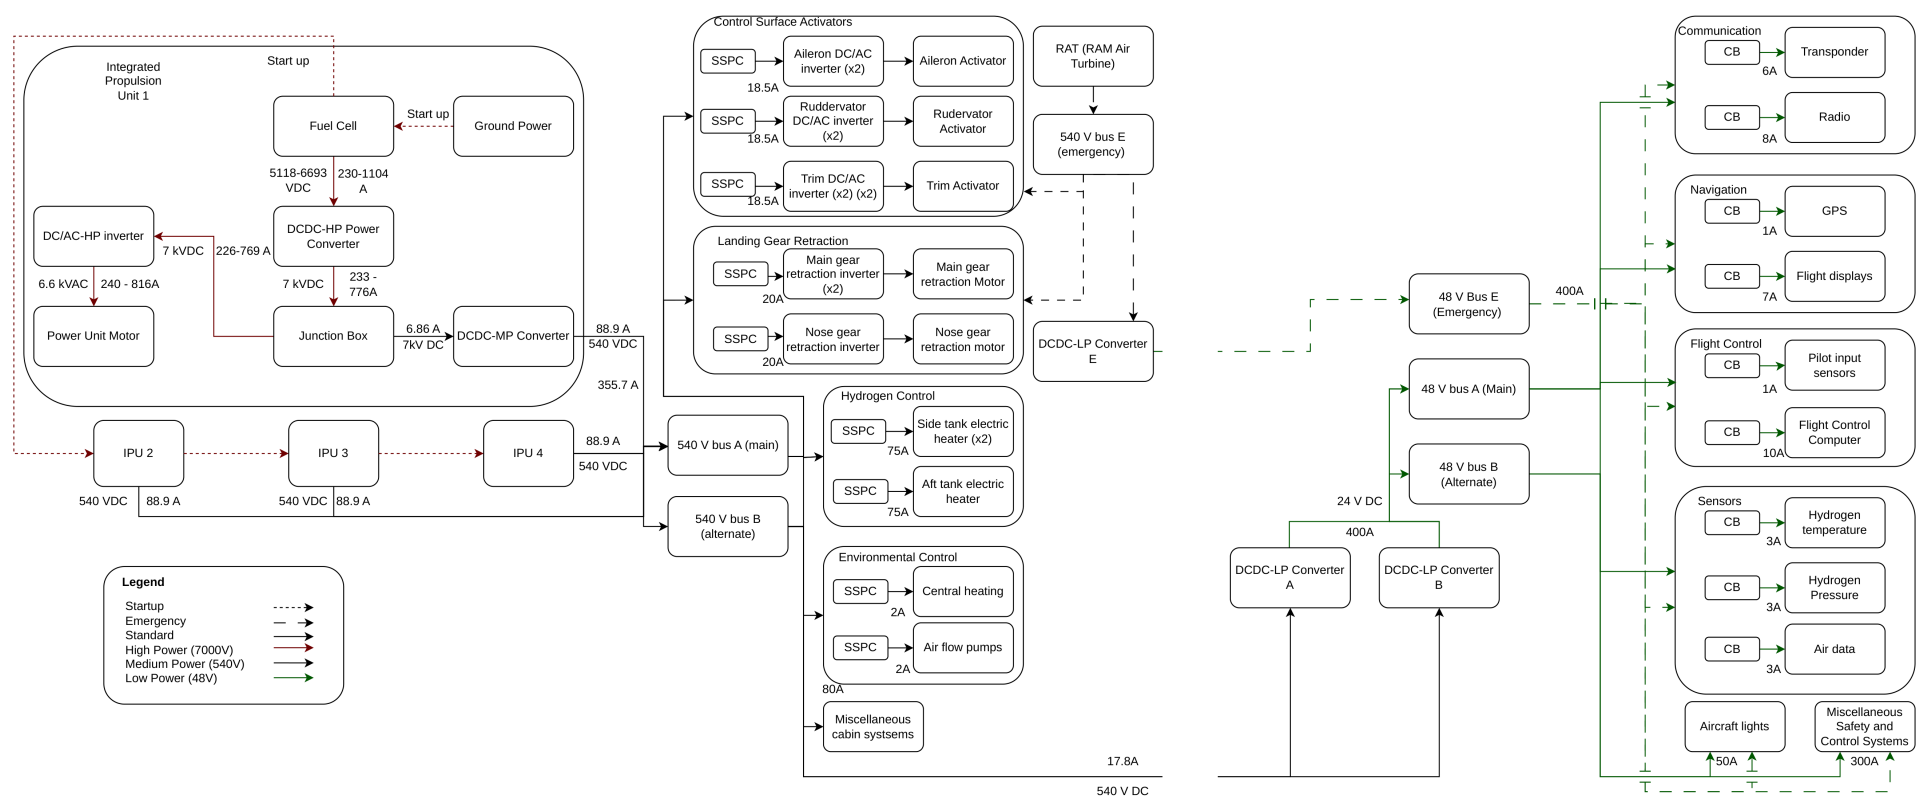 Integrated
Propulsion
Unit 1
Start up
Fuel Cell
Start up
Ground Power
5118-6693
VDC
230-1104
A
DC/AC-HP inverter
7 kVDC
226-769 A
DCDC-HP Power
Converter
6.6 kVAC
240 - 816A
7 kVDC
233 -
776A
Power Unit Motor
Junction Box
6.86 A
7kV DC
DCDC-MP Converter
88.9 A
540 VDC
355.7 A
IPU 2
IPU 3
IPU 4
88.9 A
540 VDC
540 VDC
88.9 A
540 VDC
88.9 A
540 V bus A (main)
540 V bus B
(alternate)
Legend
Startup
Emergency
Standard
High Power (7000V)
Medium Power (540V)
Low Power (48V)
Control Surface Activators
SSPC
18.5A
Aileron DC/AC
inverter (x2)
Aileron Activator
SSPC
18.5A
Ruddervator
DC/AC inverter
(x2)
Rudervator
Activator
SSPC
18.5A
Trim DC/AC
inverter (x2) (x2)
Trim Activator
Landing Gear Retraction
SSPC
20A
Main gear
retraction inverter
(x2)
Main gear
retraction Motor
SSPC
20A
Nose gear
retraction inverter
Nose gear
retraction motor
Hydrogen Control
SSPC
75A
Side tank electric
heater (x2)
SSPC
75A
Aft tank electric
heater
Environmental Control
SSPC
2A
Central heating
SSPC
2A
Air flow pumps
80A
Miscellaneous
cabin systsems
17.8A
540 V DC
RAT (RAM Air
Turbine)
540 V bus E
(emergency)
DCDC-LP Converter
E
48 V Bus E
(Emergency)
400A
48 V bus A (Main)
48 V bus B
(Alternate)
24 V DC
400A
DCDC-LP Converter
A
DCDC-LP Converter
B
Communication
CB
6A
Transponder
CB
8A
Radio
Navigation
CB
1A
GPS
CB
7A
Flight displays
Flight Control
CB
1A
Pilot input
sensors
CB
10A
Flight Control
Computer
Sensors
CB
3A
Hydrogen
temperature
CB
3A
Hydrogen
Pressure
CB
3A
Air data
Aircraft lights
50A
Miscellaneous
Safety and
Control Systems
300A